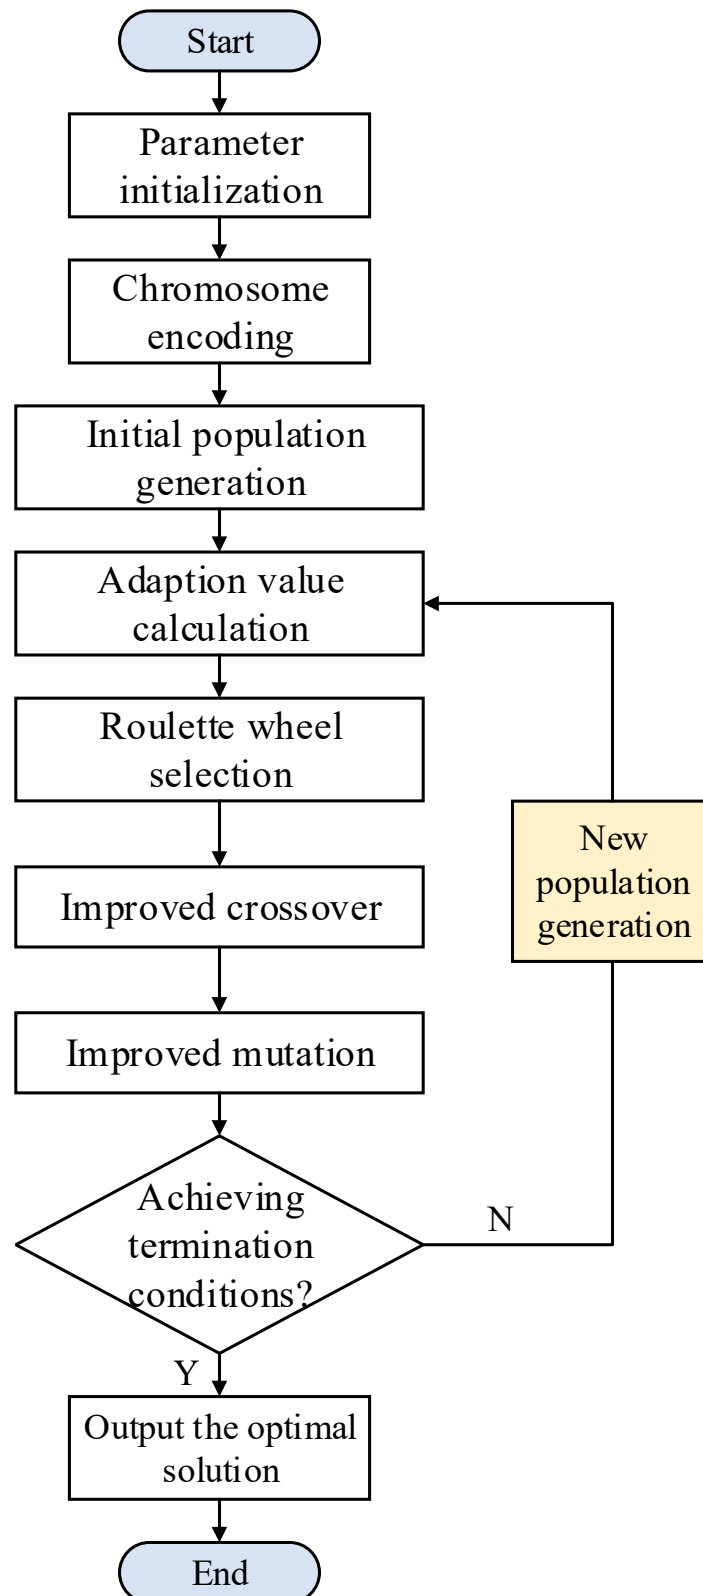 Start
Parameter
initialization
Chromosome
encoding
Initial population
generation
Adaption value
calculation
Roulette wheel
selection
New
population
generation
Improved crossover
Improved mutation
Achieving
termination
conditions?
N
Y
Output the optimal
solution
End